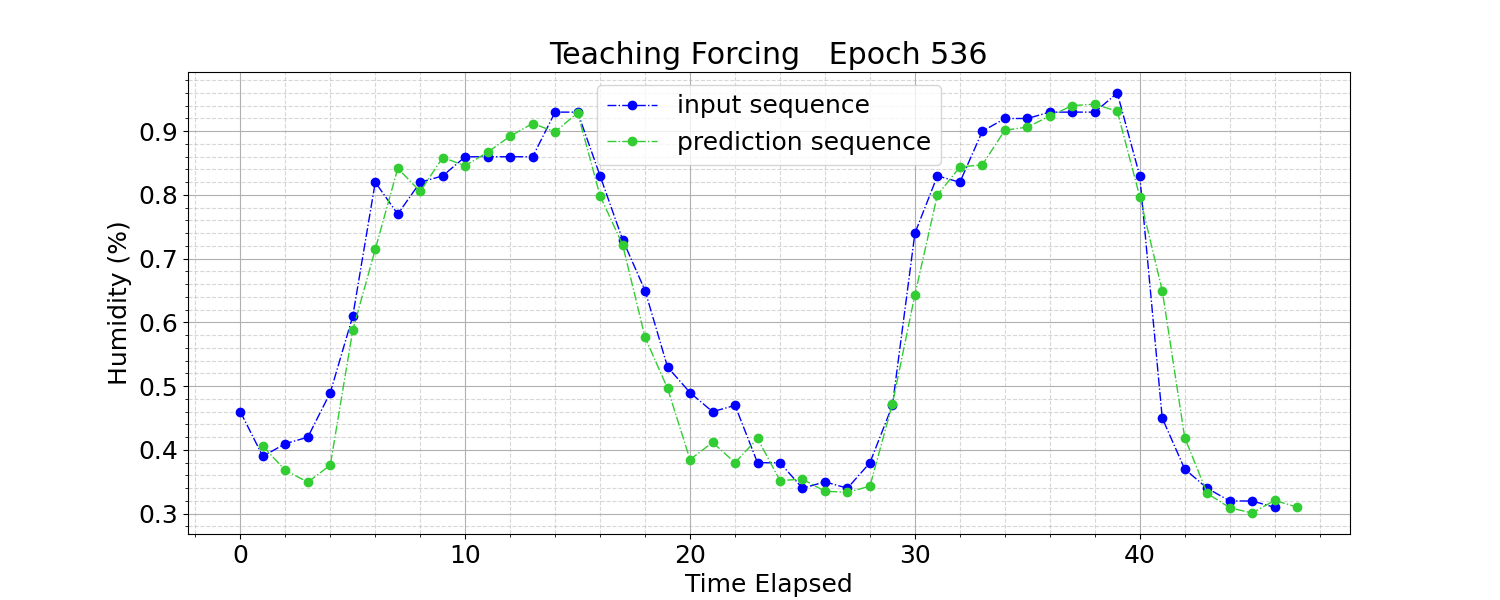 Teaching Forcing   Epoch 536
input sequence
prediction sequence
Humidity (%)
0.9
0.8
0.7
0.6
0.5
0.4
0.3
0 10 20 30 40
Time Elapsed